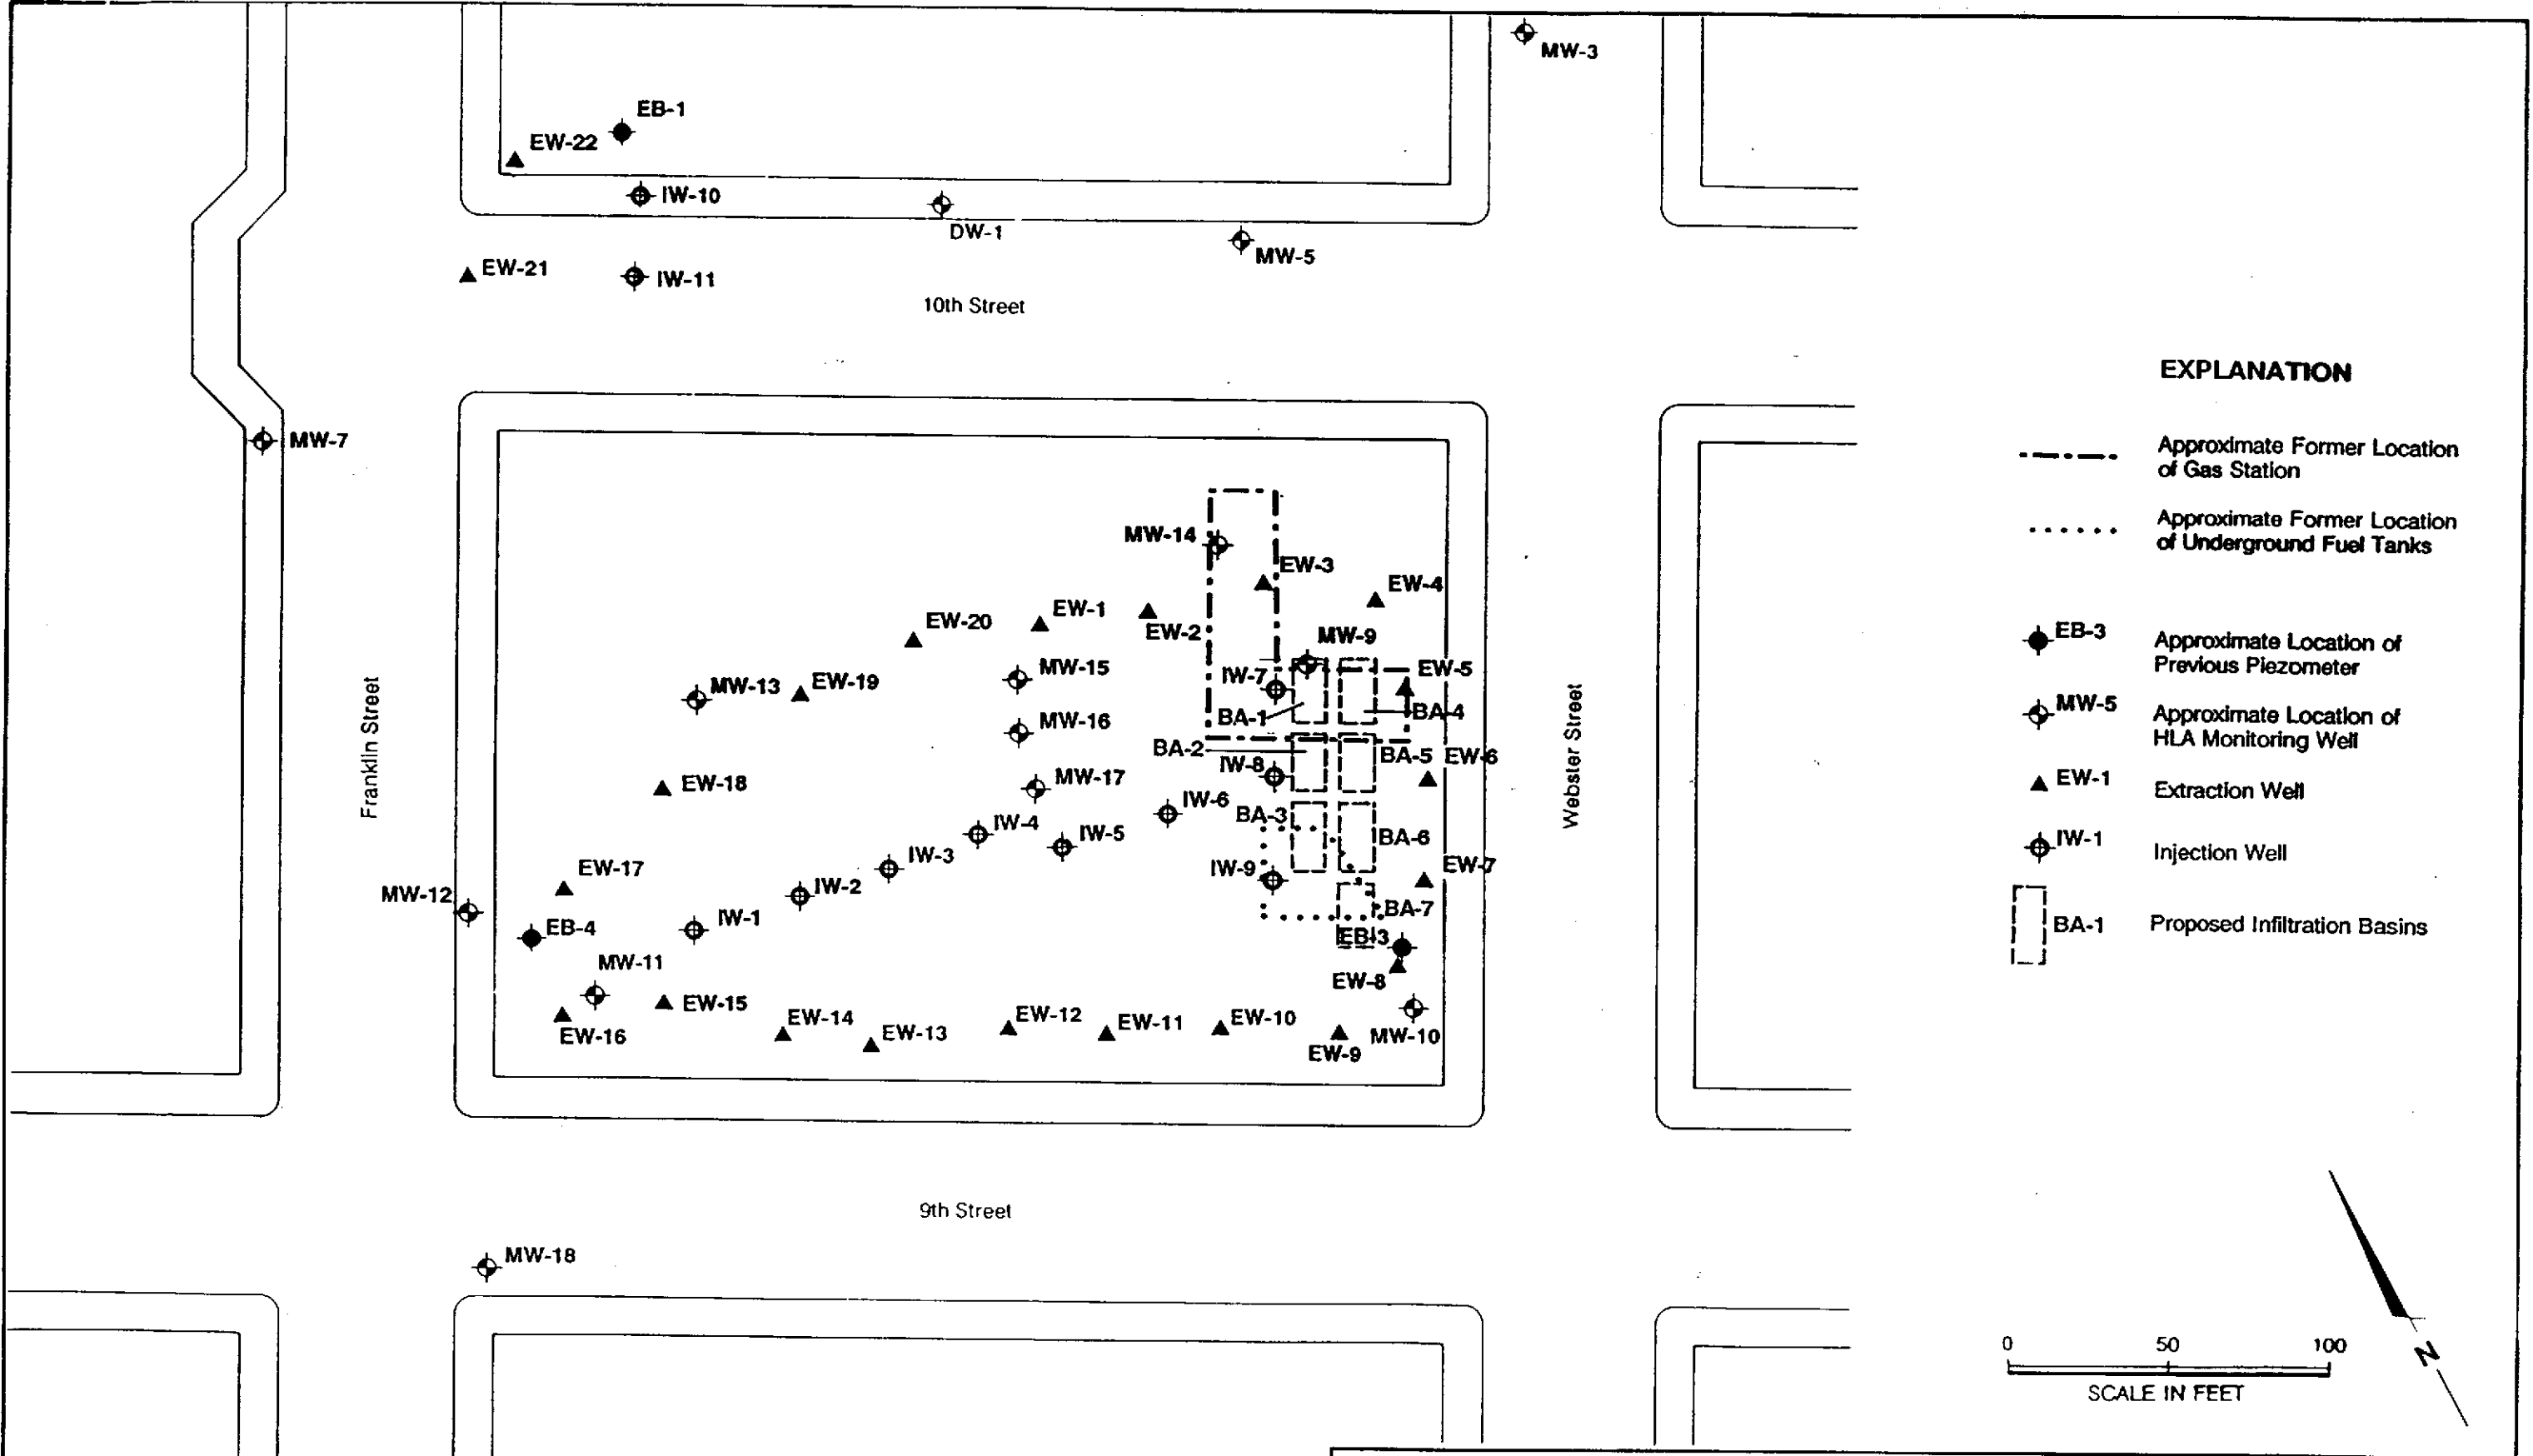 MW-3
EB-1
EW-22
IW-10
DW-1
MW-5
EW-21
IW-11
10th Street
EXPLANATION
MW-7
Approximate Former Location
of Gas Station
Approximate Former Location
of Underground Fuel Tanks
MW-14
EW-3
EW-4
EW-1
EW-20
EW-2
MW-9
EB-3
Approximate Location of
Previous Piezometer
MW-15
IW-7
EW-5
MW-13
EW-19
BA-1
BA-4
MW-5
Approximate Location of
HLA Monitoring Well
MW-16
BA-2
BA-5
EW-6
IW-8
Franklin Street
Webster Street
EW-18
MW-17
EW-1
Extraction Well
IW-6
BA-3
IW-4
IW-5
BA-6
IW-1
Injection Well
IW-3
EW-17
IW-9
EW-7
MW-12
IW-2
BA-7
EB-4
IW-1
EB-3
BA-1
Proposed Infiltration Basins
MW-11
EW-8
EW-15
EW-14
EW-12
EW-11
EW-10
EW-16
EW-13
EW-9
MW-10
9th Street
MW-18
0
50
100
SCALE IN FEET
N